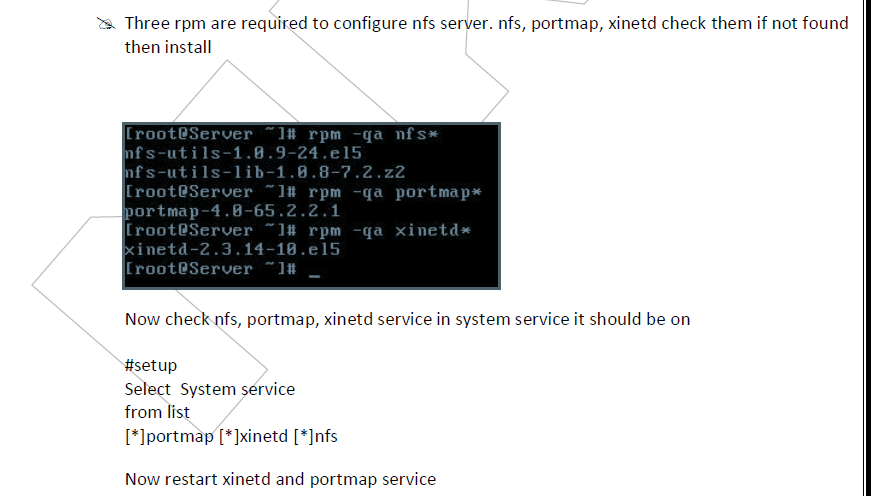 Three rpm are required to configure nfs server. nfs, portmap, xinetd check them if not found
then install
[root@Server ~]# rpm -qa nfs*
nfs-utils-1.0.9-24.el5
nfs-utils-lib-1.0.8-7.2.z2
[root@Server ~]# rpm -qa portmap*
portmap-4.0-65.2.2.1
[root@Server ~]# rpm -qa xinetd*
xinetd-2.3.14-10.el5
[root@Server ~]# _
Now check nfs, portmap, xinetd service in system service it should be on
#setup
Select  System service
from list
[*]portmap [*]xinetd [*]nfs
Now restart xinetd and portmap service